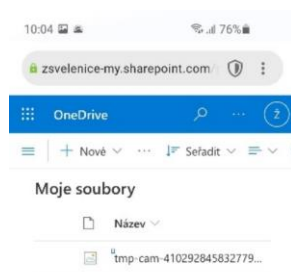 10:04 76%
zsvelenice-my.sharepoint.com/
OneDrive ... ž
+ Nové ... Seřadit
Moje soubory
Název
tmp-cam-410292845832779...